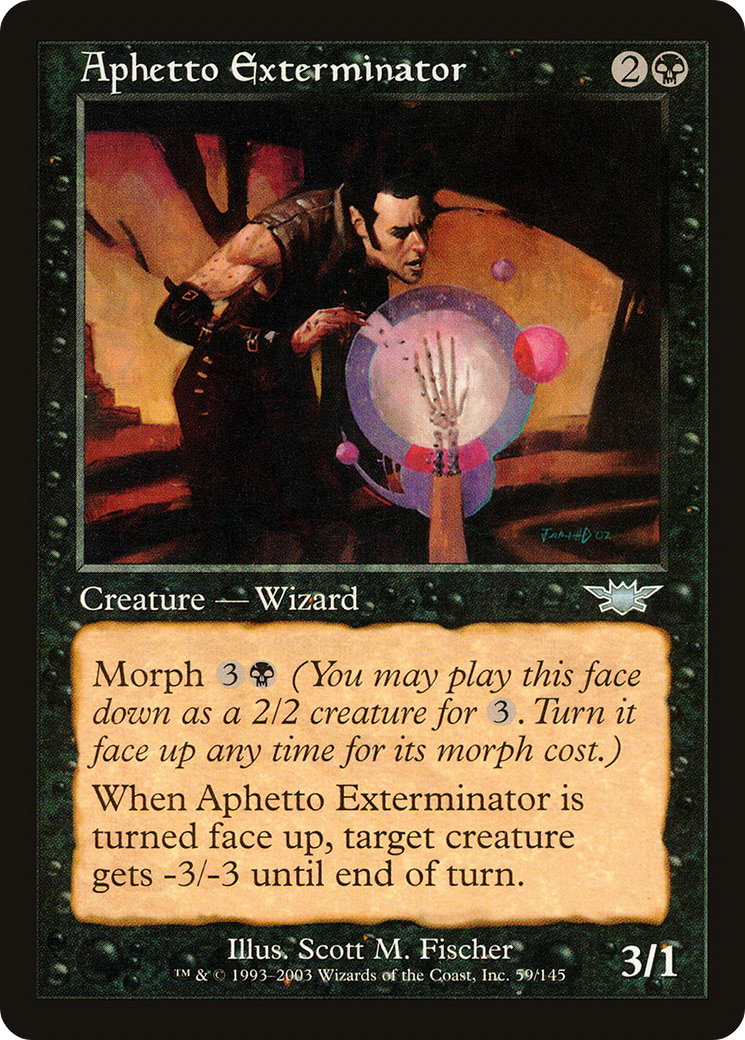 Aphetto Exterminator 2
Creature — Wizard
Morph 3 (You may play this face
down as a 2/2 creature for 3. Turn it
face up any time for its morph cost.)
When Aphetto Exterminator is
turned face up, target creature
gets -3/-3 until end of turn.
Illus. Scott M. Fischer
™ & © 1993–2003 Wizards of the Coast, Inc. 59/145
3/1